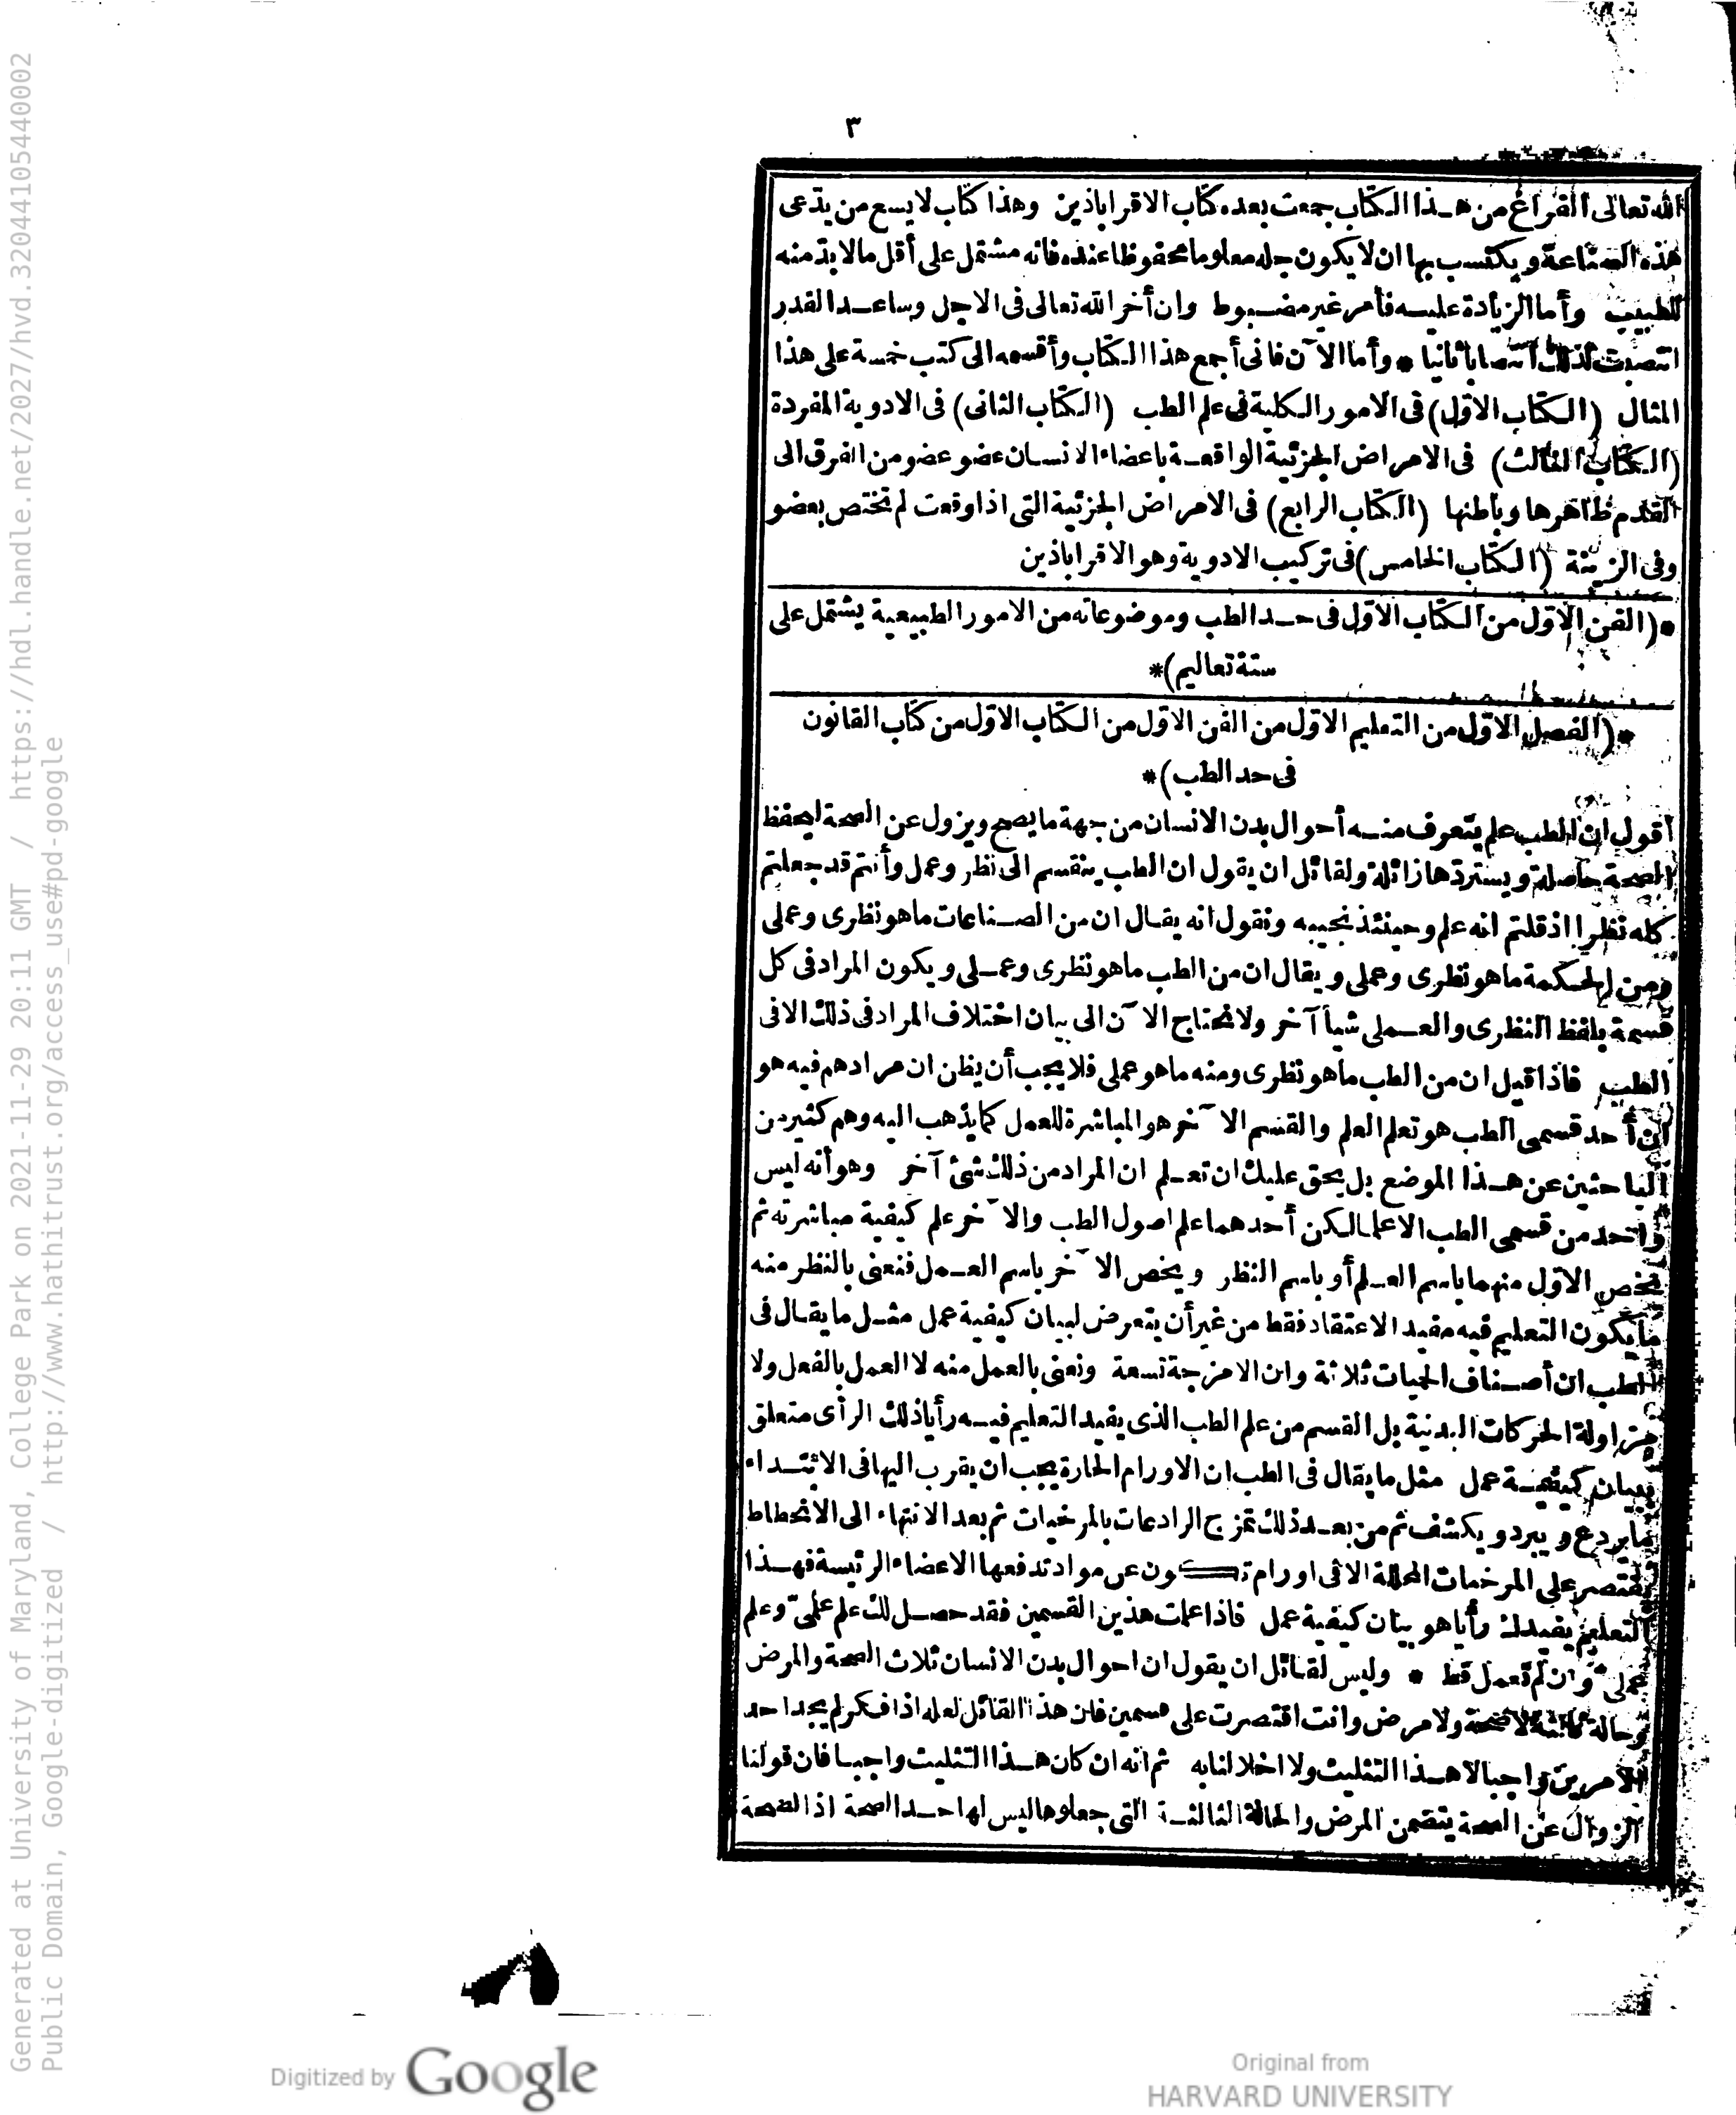 ٣
الله تعالى الفراغ من هذا الكتاب جمعت بعده كتاب الاقراباذين وهذا كتاب لا يسع من يدّعى
هذه الصناعة ويكتسب بها ان لا يكون جله معلوما محفوظا عنده فانه مشتمل على أقل مالا بدّ منه
للطبيب وأما الزيادة عليه فأمر غير مضبوط وان أخر الله تعالى فى الاجل وساعد القدر
انتصبت لذلك انتصابا ثانيا * وأما الآن فانى أجمع هذا الكتاب وأقسمه الى كتب خمسة على هذا
المثال (الكتاب الاوّل) فى الامور الكلية فى علم الطب (الكتاب الثانى) فى الادوية المفردة
(الكتاب الثالث) فى الامراض الجزئية الواقعة باعضاء الانسان عضو عضو من الفرق الى
القدم ظاهرها وباطنها (الكتاب الرابع) فى الامراض الجزئية التى اذا وقعت لم تختص بعضو
وفى الزينة (الكتاب الخامس) فى تركيب الادوية وهو الاقراباذين
*(الفن الاوّل من الكتاب الاوّل فى حد الطب وموضوعاته من الامور الطبيعية يشتمل على
ستة تعاليم)*
*(الفصل الاوّل من التعليم الاوّل من الفن الاوّل من الكتاب الاوّل من كتاب القانون
فى حد الطب)*
أقول ان الطب علم يتعرف منه أحوال بدن الانسان من جهة ما يصح ويزول عن الصحة ليحفظ
الصحة حاصلة ويستردّها زائلة ولقائل ان يقول ان الطب ينقسم الى نظر وعمل وأنتم قد جعلتم
كله نظرا اذ قلتم انه علم وحينئذ نجيبه ونقول انه يقال ان من الصناعات ما هو نظرى وعملى
ومن الحكمة ما هو نظرى وعملى ويقال ان من الطب ما هو نظرى وعملى ويكون المراد فى كل
قسمة بلفظ النظرى والعملى شيأ آخر ولا نحتاج الآن الى بيان اختلاف المراد فى ذلك الا فى
الطب فاذا قيل ان من الطب ما هو نظرى ومنه ما هو عملى فلا يجب أن يظن ان مرادهم فيه هو
ان أحد قسمى الطب هو تعلم العلم والقسم الآخر هو المباشرة للعمل كما يذهب اليه وهم كثير من
الباحثين عن هذا الموضع بل يحق عليك ان تعلم ان المراد من ذلك شئ آخر وهو أنه ليس
واحد من قسمى الطب الا علما لكن أحدهما علم اصول الطب والآخر علم كيفية مباشرته ثم
يخص الاوّل منهما باسم العلم أو باسم النظر ويخص الآخر باسم العمل فنعنى بالنظر منه
ما يكون التعليم فيه مفيد الاعتقاد فقط من غير أن يتعرض لبيان كيفية عمل مثل ما يقال فى
الطب ان أصناف الحميات ثلاثة وان الامزجة تسعة ونعنى بالعمل منه لا العمل بالفعل ولا
مزاولة الحركات البدنية بل القسم من علم الطب الذى يفيد التعليم فيه رأيا ذلك الرأى متعلق
ببيان كيفية عمل مثل ما يقال فى الطب ان الاورام الحارة يجب ان يقرب اليها فى الابتداء
ما يردع ويبرد ويكشف ثم من بعد ذلك تمزج الرادعات بالمرخيات ثم بعد الانتهاء الى الانحطاط
يقتصر على المرخيات المحللة الا فى اورام تكون عن مواد تدفعها الاعضاء الرئيسة فهذا
التعليم يفيدك رأيا هو بيان كيفية عمل فاذا علمت هذين القسمين فقد حصل لك علم علمىّ وعلم
عملىّ وان لم تعمل قط * وليس لقائل ان يقول ان احوال بدن الانسان ثلاث الصحة والمرض
وحالة ثالثة لا صحة ولا مرض وانت اقتصرت على قسمين فان هذا القائل لعله اذا فكر لم يجد احد
الامرين واجبا لا هذا التثليث ولا اخلالنا به ثم انه ان كان هذا التثليث واجبا فان قولنا
الزوال عن الصحة يتضمن المرض والحالة الثالثة التى جعلوها ليس لها حد الصحة اذ الصحة
Generated at University of Maryland, College Park on 2021-11-29 20:11 GMT / https://hdl.handle.net/2027/hvd.32044105440002
Public Domain, Google-digitized / http://www.hathitrust.org/access_use#pd-google
Digitized by Google
Original from
HARVARD UNIVERSITY